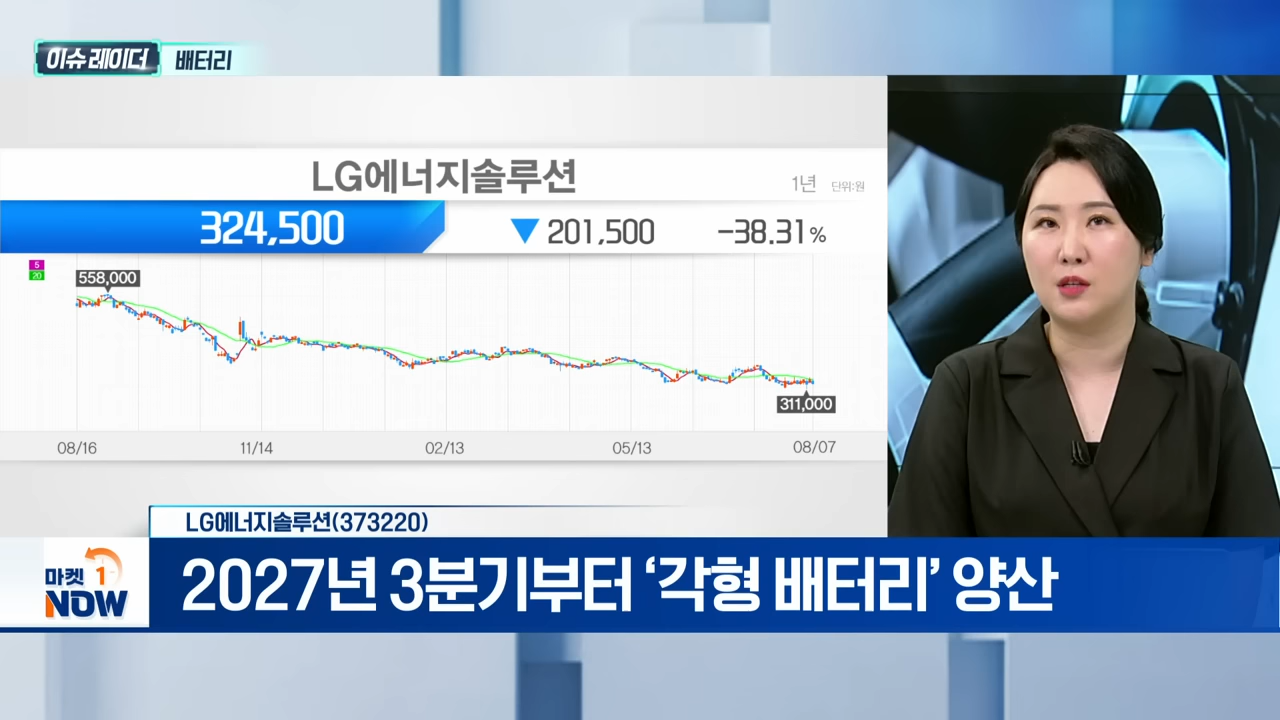 이슈 레이더 배터리
LG에너지솔루션
1년 단위:원
324,500 ▼ 201,500 -38.31%
5
20
558,000
311,000
08/16 11/14 02/13 05/13 08/07
LG에너지솔루션(373220)
마켓 1
NOW
2027년 3분기부터 ‘각형 배터리’ 양산